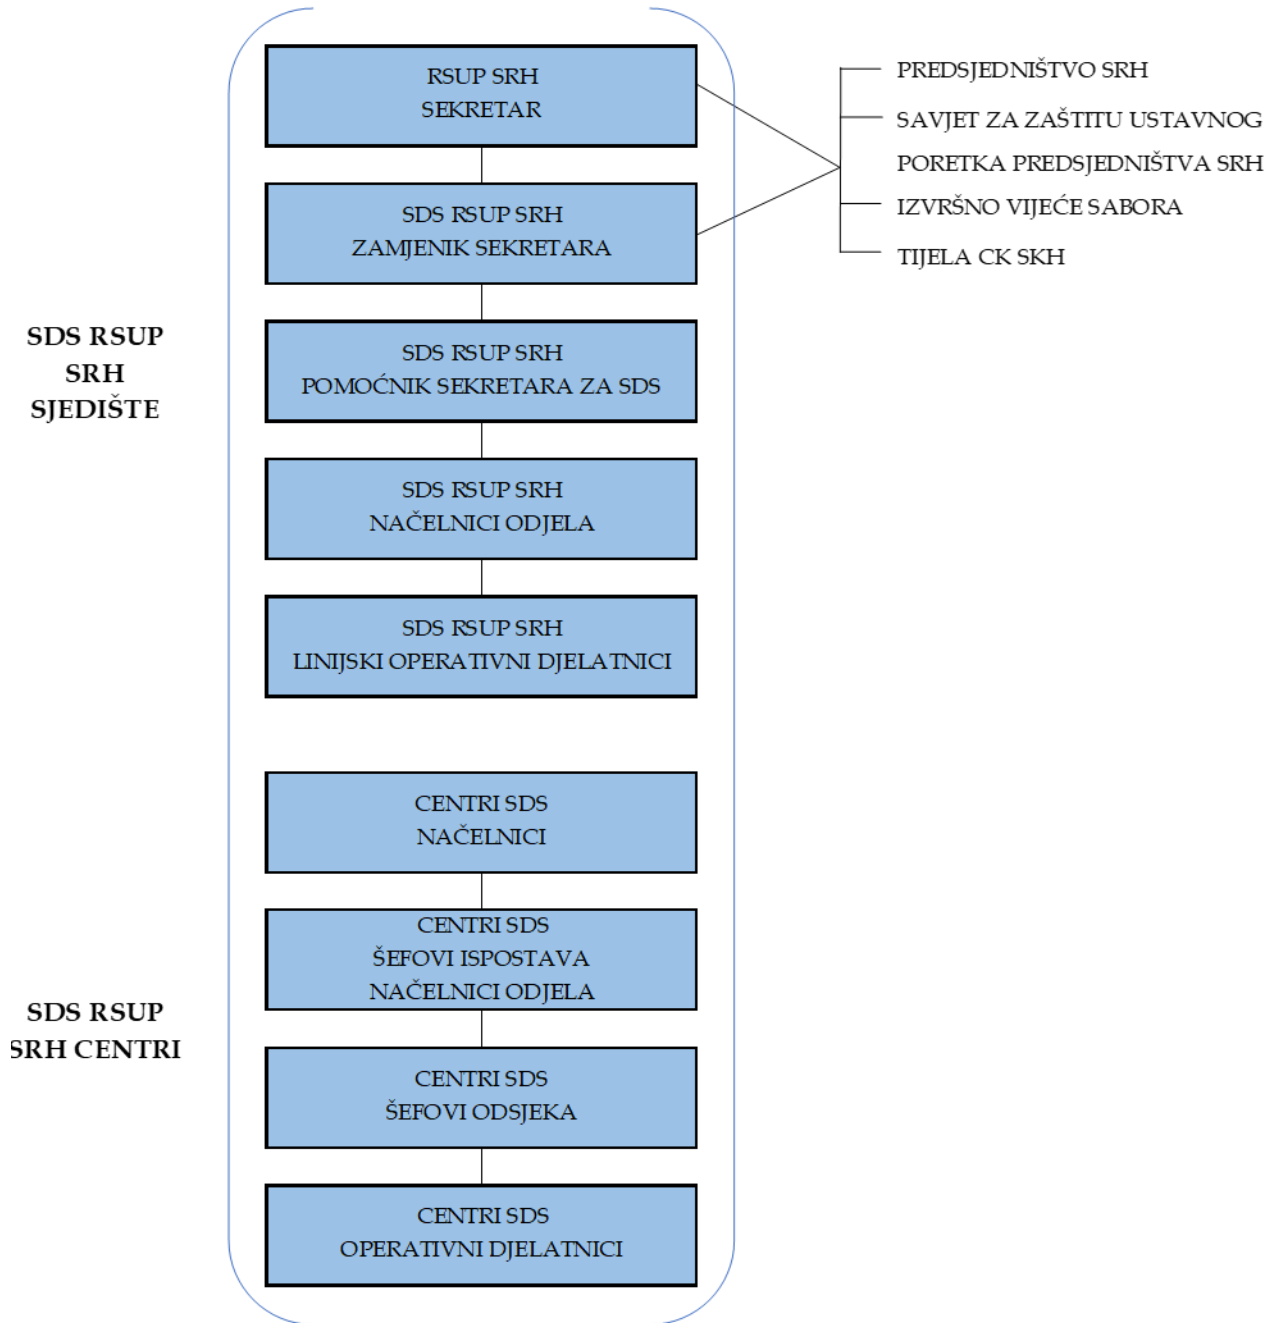 RSUP SRH
SEKRETAR
PREDSJEDNIŠTVO SRH
SAVJET ZA ZAŠTITU USTAVNOG
PORETKA PREDSJEDNIŠTVA SRH
IZVRŠNO VIJEĆE SABORA
TIJELA CK SKH
SDS RSUP SRH
ZAMJENIK SEKRETARA
SDS RSUP
SRH
SJEDIŠTE
SDS RSUP SRH
POMOĆNIK SEKRETARA ZA SDS
SDS RSUP SRH
NAČELNICI ODJELA
SDS RSUP SRH
LINIJSKI OPERATIVNI DJELATNICI
CENTRI SDS
NAČELNICI
CENTRI SDS
ŠEFOVI ISPOSTAVA
NAČELNICI ODJELA
SDS RSUP
SRH CENTRI
CENTRI SDS
ŠEFOVI ODSJEKA
CENTRI SDS
OPERATIVNI DJELATNICI